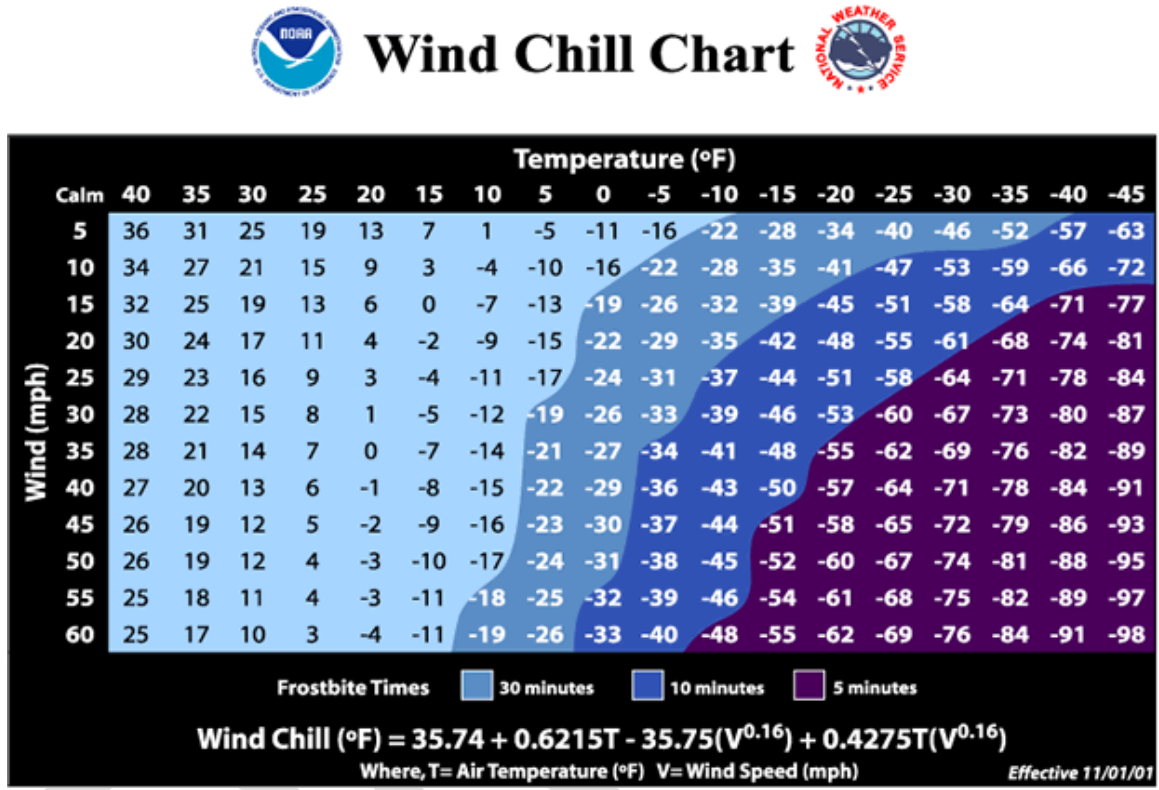 NOAA
NATIONAL OCEANIC AND ATMOSPHERIC ADMINISTRATION
U.S. DEPARTMENT OF COMMERCE
Wind Chill Chart
NATIONAL WEATHER SERVICE
Temperature (ºF)
Calm 40 35 30 25 20 15 10 5 0 -5 -10 -15 -20 -25 -30 -35 -40 -45
Wind (mph)
5 36 31 25 19 13 7 1 -5 -11 -16 -22 -28 -34 -40 -46 -52 -57 -63
10 34 27 21 15 9 3 -4 -10 -16 -22 -28 -35 -41 -47 -53 -59 -66 -72
15 32 25 19 13 6 0 -7 -13 -19 -26 -32 -39 -45 -51 -58 -64 -71 -77
20 30 24 17 11 4 -2 -9 -15 -22 -29 -35 -42 -48 -55 -61 -68 -74 -81
25 29 23 16 9 3 -4 -11 -17 -24 -31 -37 -44 -51 -58 -64 -71 -78 -84
30 28 22 15 8 1 -5 -12 -19 -26 -33 -39 -46 -53 -60 -67 -73 -80 -87
35 28 21 14 7 0 -7 -14 -21 -27 -34 -41 -48 -55 -62 -69 -76 -82 -89
40 27 20 13 6 -1 -8 -15 -22 -29 -36 -43 -50 -57 -64 -71 -78 -84 -91
45 26 19 12 5 -2 -9 -16 -23 -30 -37 -44 -51 -58 -65 -72 -79 -86 -93
50 26 19 12 4 -3 -10 -17 -24 -31 -38 -45 -52 -60 -67 -74 -81 -88 -95
55 25 18 11 4 -3 -11 -18 -25 -32 -39 -46 -54 -61 -68 -75 -82 -89 -97
60 25 17 10 3 -4 -11 -19 -26 -33 -40 -48 -55 -62 -69 -76 -84 -91 -98
Frostbite Times 30 minutes 10 minutes 5 minutes
Wind Chill (ºF) = 35.74 + 0.6215T - 35.75(V^0.16) + 0.4275T(V^0.16)
Where, T= Air Temperature (ºF) V= Wind Speed (mph)
Effective 11/01/01